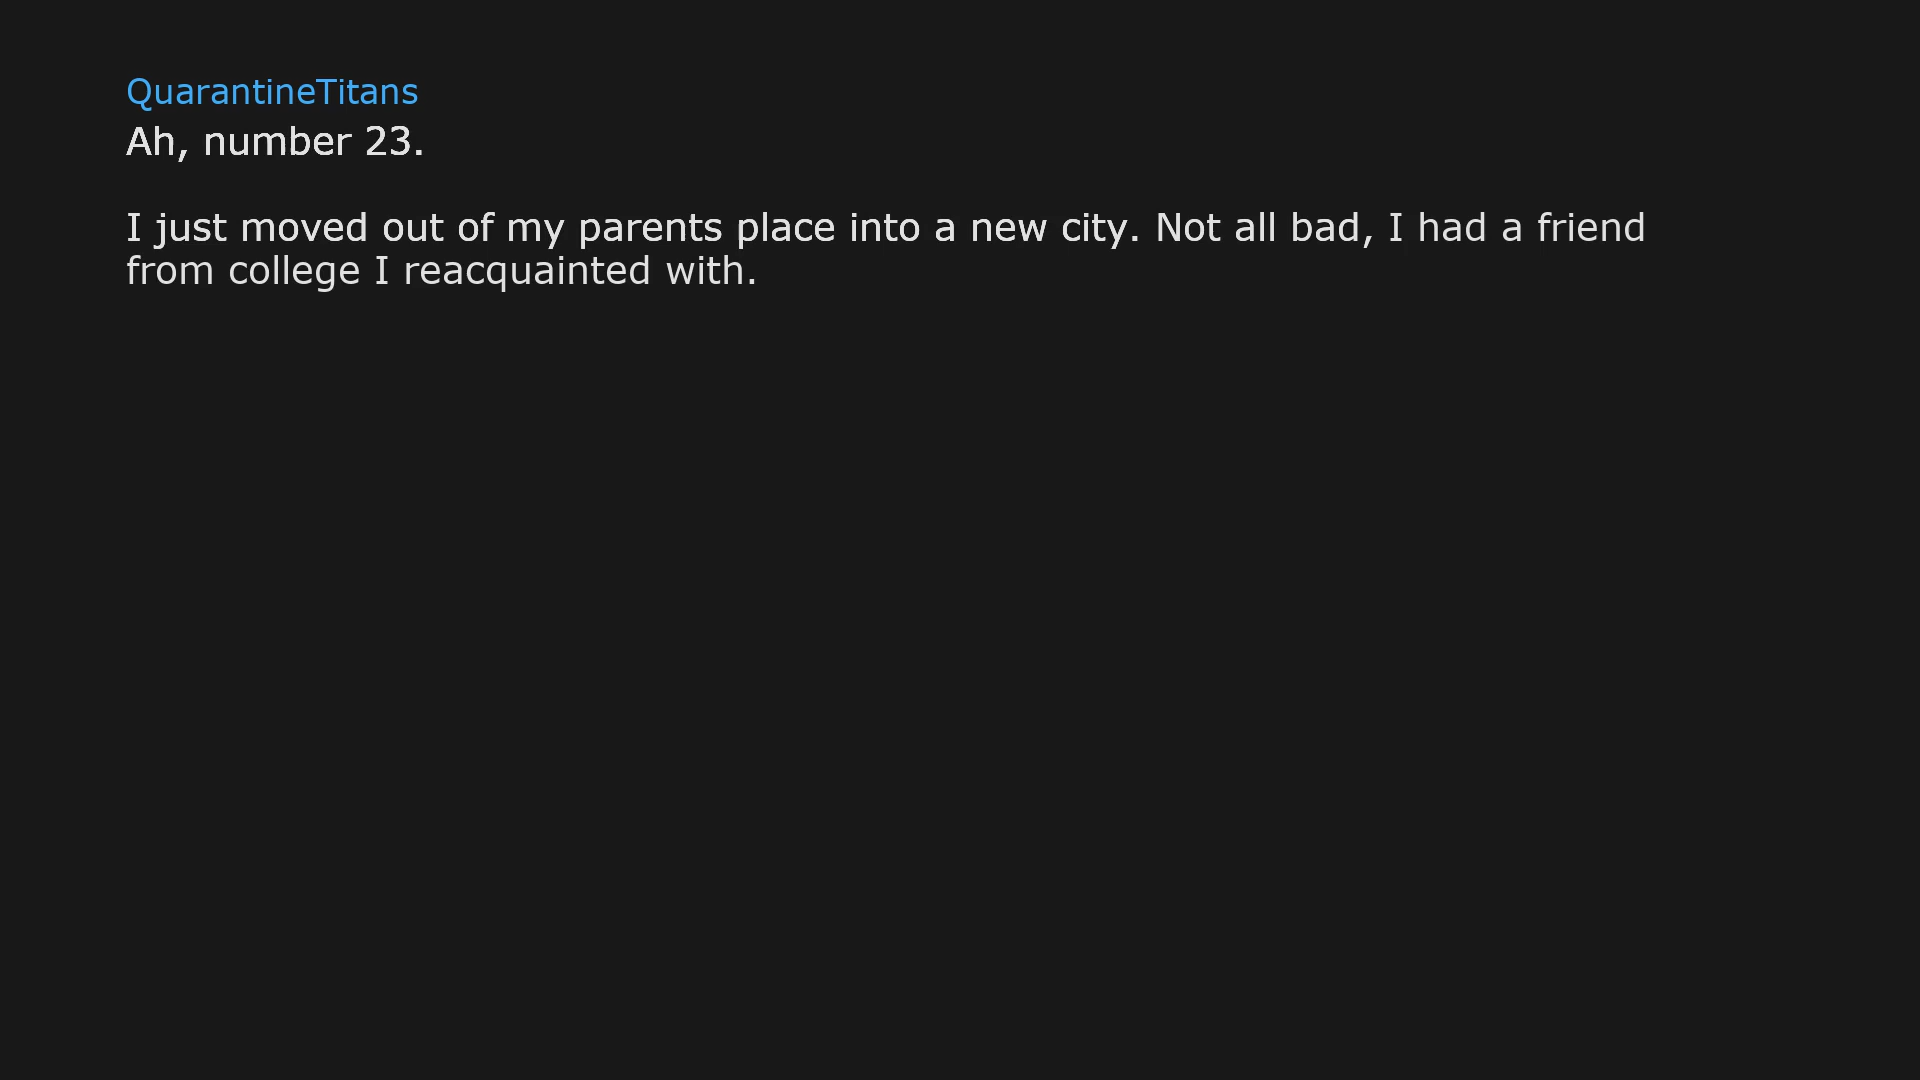 QuarantineTitans
Ah, number 23.
I just moved out of my parents place into a new city. Not all bad, I had a friend
from college I reacquainted with.